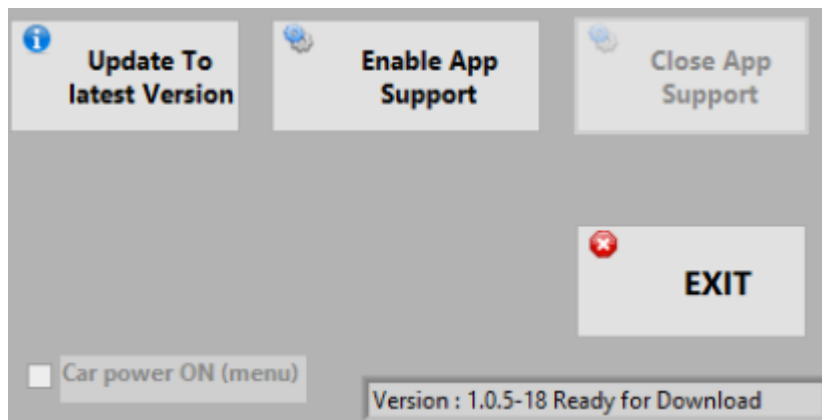 Update To
latest Version
Enable App
Support
Close App
Support
EXIT
Car power ON (menu)
Version : 1.0.5-18 Ready for Download